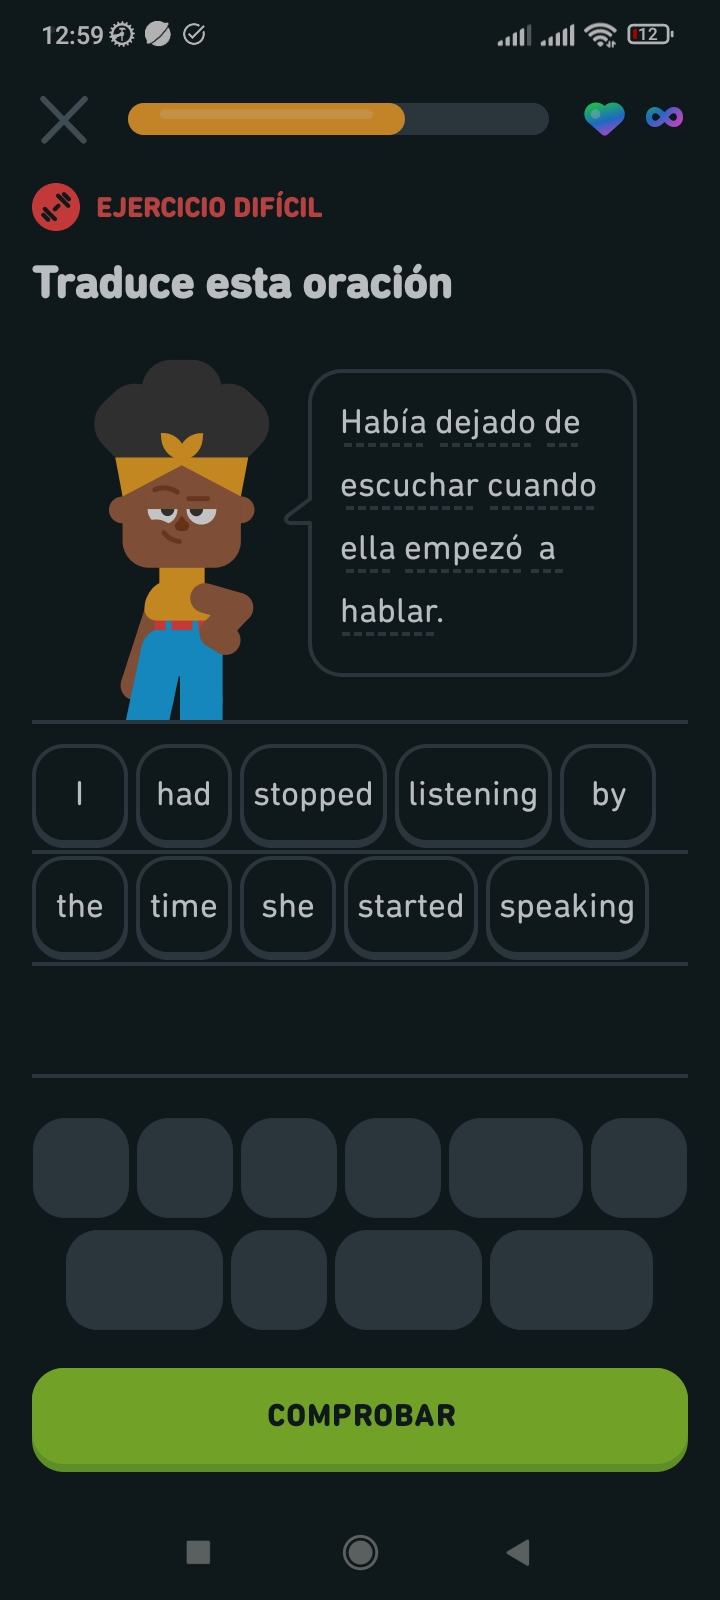 12:59
12
EJERCICIO DIFÍCIL
Traduce esta oración
Había dejado de
escuchar cuando
ella empezó a
hablar.
I had stopped listening by
the time she started speaking
COMPROBAR